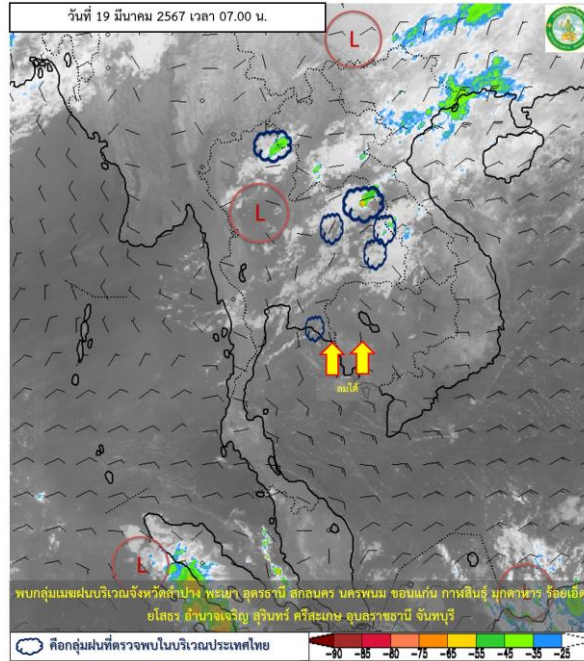 วันที่ 19 มีนาคม 2567 เวลา 07.00 น.
L
L
ลมใต้
L
L
พบกลุ่มเมฆฝนบริเวณจังหวัดลำปาง พะเยา อุดรธานี สกลนคร นครพนม ขอนแก่น กาฬสินธุ์ มุกดาหาร ร้อยเอ็ด
ยโสธร อำนาจเจริญ สุรินทร์ ศรีสะเกษ อุบลราชธานี จันทบุรี
คือกลุ่มฝนที่ตรวจพบในบริเวณประเทศไทย
-90 -85 -80 -75 -60 -55 -50 -45 -35 -25